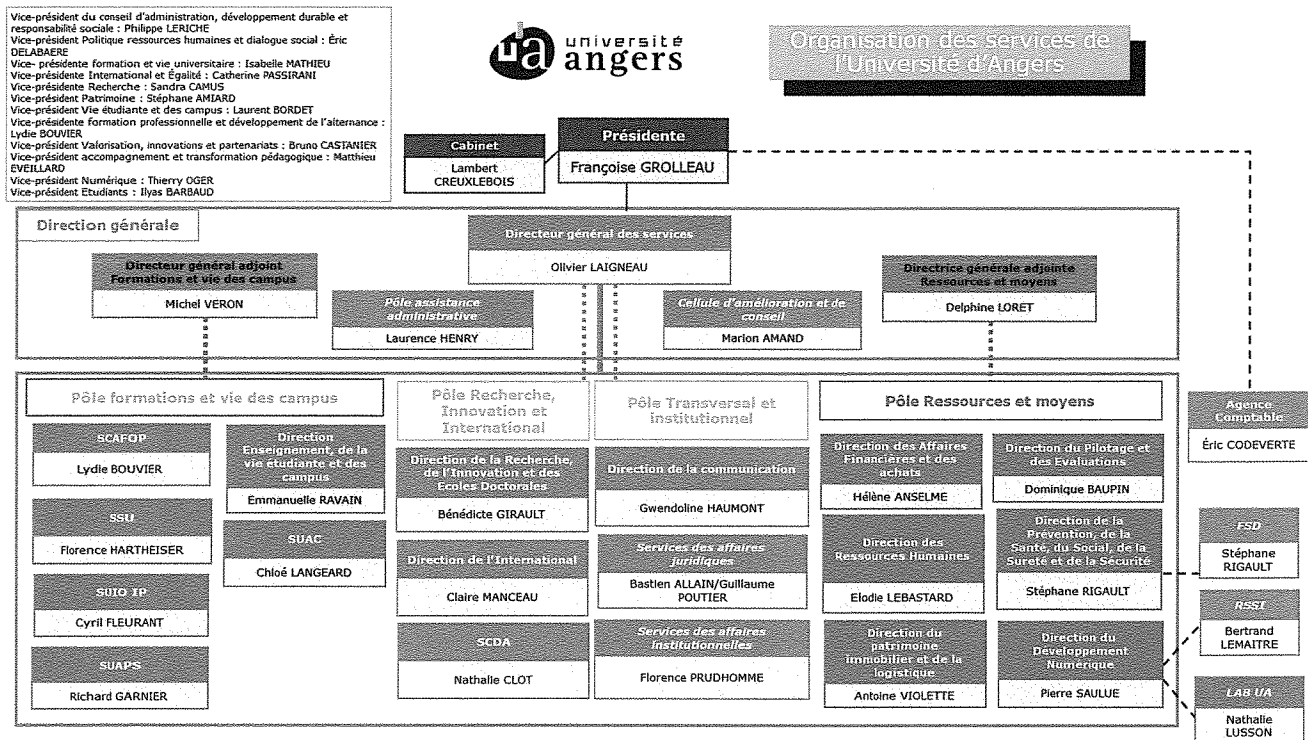 Vice-président du conseil d'administration, développement durable et
responsabilité sociale : Philippe LERICHE
Vice-président Politique ressources humaines et dialogue social : Éric
DELABAERE
Vice- présidente formation et vie universitaire : Isabelle MATHIEU
Vice-présidente International et Égalité : Catherine PASSIRANI
Vice-présidente Recherche : Sandra CAMUS
Vice-président Patrimoine : Stéphane AMIARD
Vice-président Vie étudiante et des campus : Laurent BORDET
Vice-présidente formation professionnelle et développement de l'alternance :
Lydie BOUVIER
Vice-président Valorisation, innovations et partenariats : Bruno CASTANIER
Vice-président accompagnement et transformation pédagogique : Matthieu
EVEILLARD
Vice-président Numérique : Thierry OGER
Vice-président Etudiants : Ilyas BARBAUD
ua université
angers
Organisation des services de
l'Université d'Angers
Présidente
Françoise GROLLEAU
Cabinet
Lambert
CREUXLEBOIS
Direction générale
Directeur général des services
Olivier LAIGNEAU
Directeur général adjoint
Formations et vie des campus
Michel VERON
Pôle assistance
administrative
Laurence HENRY
Cellule d'amélioration et de
conseil
Marion AMAND
Directrice générale adjointe
Ressources et moyens
Delphine LORET
Pôle formations et vie des campus
SCAFOP
Lydie BOUVIER
SSU
Florence HARTHEISER
SUIO IP
Cyril FLEURANT
SUAPS
Richard GARNIER
Direction
Enseignement, de la
vie etudiante et des
campus
Emmanuelle RAVAIN
SUAC
Chloé LANGEARD
Pôle Recherche,
Innovation et
International
Direction de la Recherche,
de l'Innovation et des
Ecoles Doctorales
Bénédicte GIRAULT
Direction de l'International
Claire MANCEAU
SCDA
Nathalie CLOT
Pôle Transversal et
institutionnel
Direction de la communication
Gwendoline HAUMONT
Services des affaires
juridiques
Bastien ALLAIN/Guillaume
POUTIER
Services des affaires
institutionnelles
Florence PRUDHOMME
Pôle Ressources et moyens
Direction des Affaires
Financières et des
achats
Hélène ANSELME
Direction des
Ressources Humaines
Elodie LEBASTARD
Direction du
patrimoine
immobilier et de la
logistique
Antoine VIOLETTE
Direction du Pilotage et
des Evaluations
Dominique BAUPIN
Direction de la
Prévention, de la
Santé, du Social, de la
Sureté et de la Sécurité
Stéphane RIGAULT
Direction du
Développement
Numérique
Pierre SAULUE
Agence
Comptable
Éric CODEVERTE
FSD
Stéphane
RIGAULT
RSSI
Bertrand
LEMAITRE
LAB UA
Nathalie
LUSSON